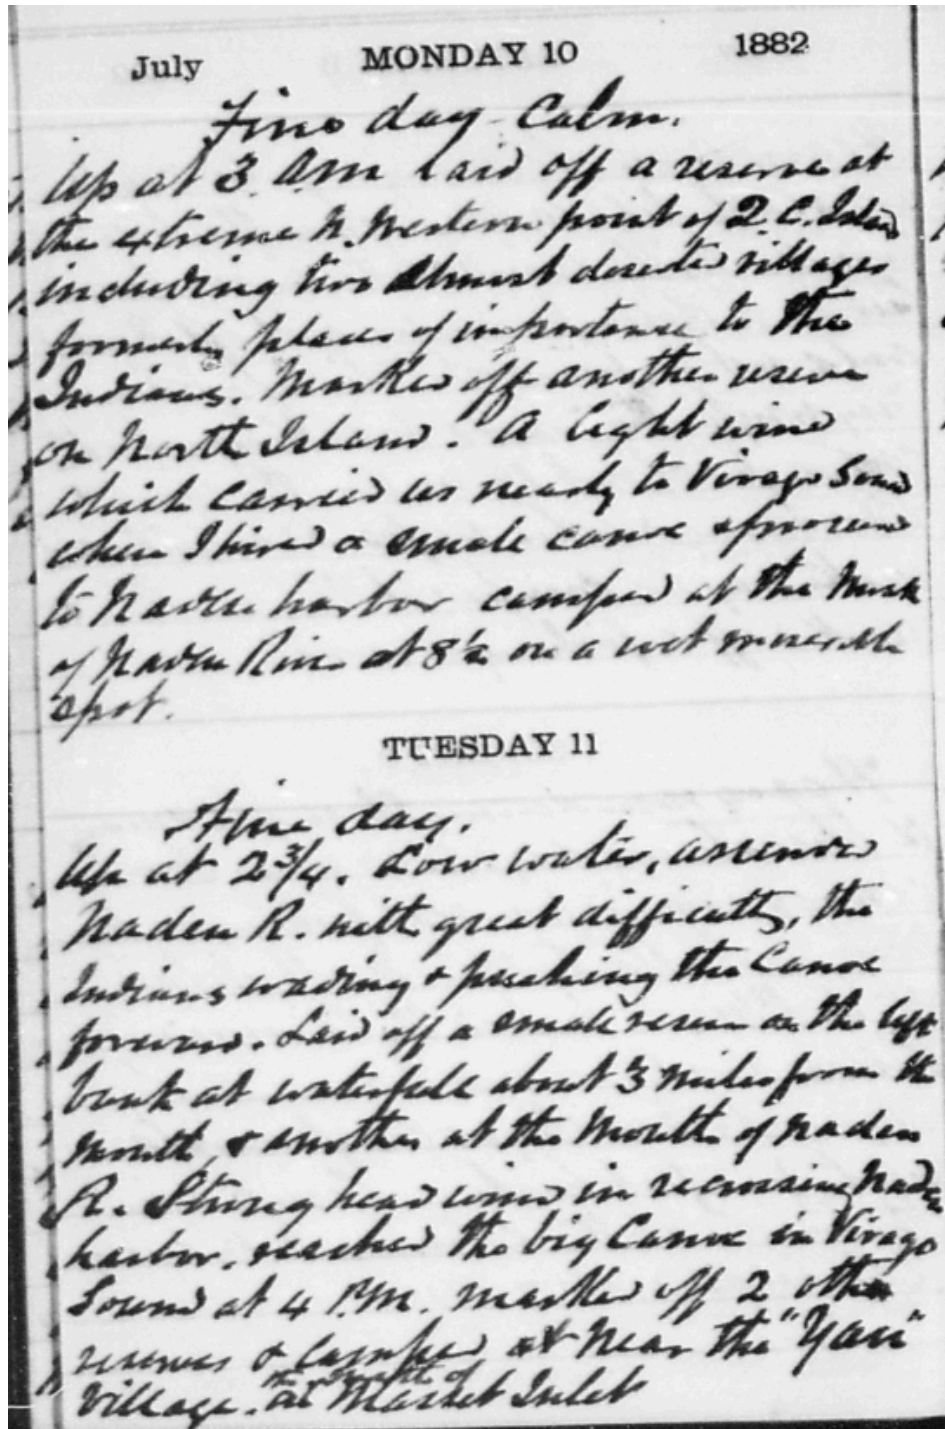 July MONDAY 10 1882
Fine day Calm.
Up at 3 A.M laid off a reserve at
the extreme N. Western point of Q.C. Island
including two almost deserted villages
formerly places of importance to the
Indians. Marked off another reserve
on North Island. A light wind
which carried us nearly to Virago Sound
when I hired a small canoe &
to Naden harbor camped at the Mouth
of Naden River at 8½ on a wet miserable
spot.
TUESDAY 11
Fine day.
Up at 2¾. Low water, ascended
Naden R. with great difficulty, the
Indians wading & pushing the Canoe
forward. Laid off a small reserve on the left
bank at waterfall about 3 miles from the
mouth, & another at the Mouth of Naden
R. Strong head wind in recrossing Naden
harbor, reached the big Canoe in Virago
Sound at 4 P.M. marked off 2 other
reserves & camped near the "Yan"
village. at the mouth of Masset Inlet